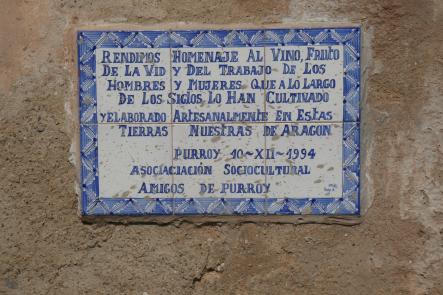 RENDIMOS HOMENAJE AL VINO, FRUTO
DE LA VID Y DEL TRABAJO DE LOS
HOMBRES Y MUJERES QUE A LO LARGO
DE LOS SIGLOS LO HAN CULTIVADO
Y ELABORADO ARTESANALMENTE EN ESTAS
TIERRAS NUESTRAS DE ARAGON
PURROY 10-XII-1994
ASOCIACIÓN SOCIOCULTURAL
AMIGOS DE PURROY